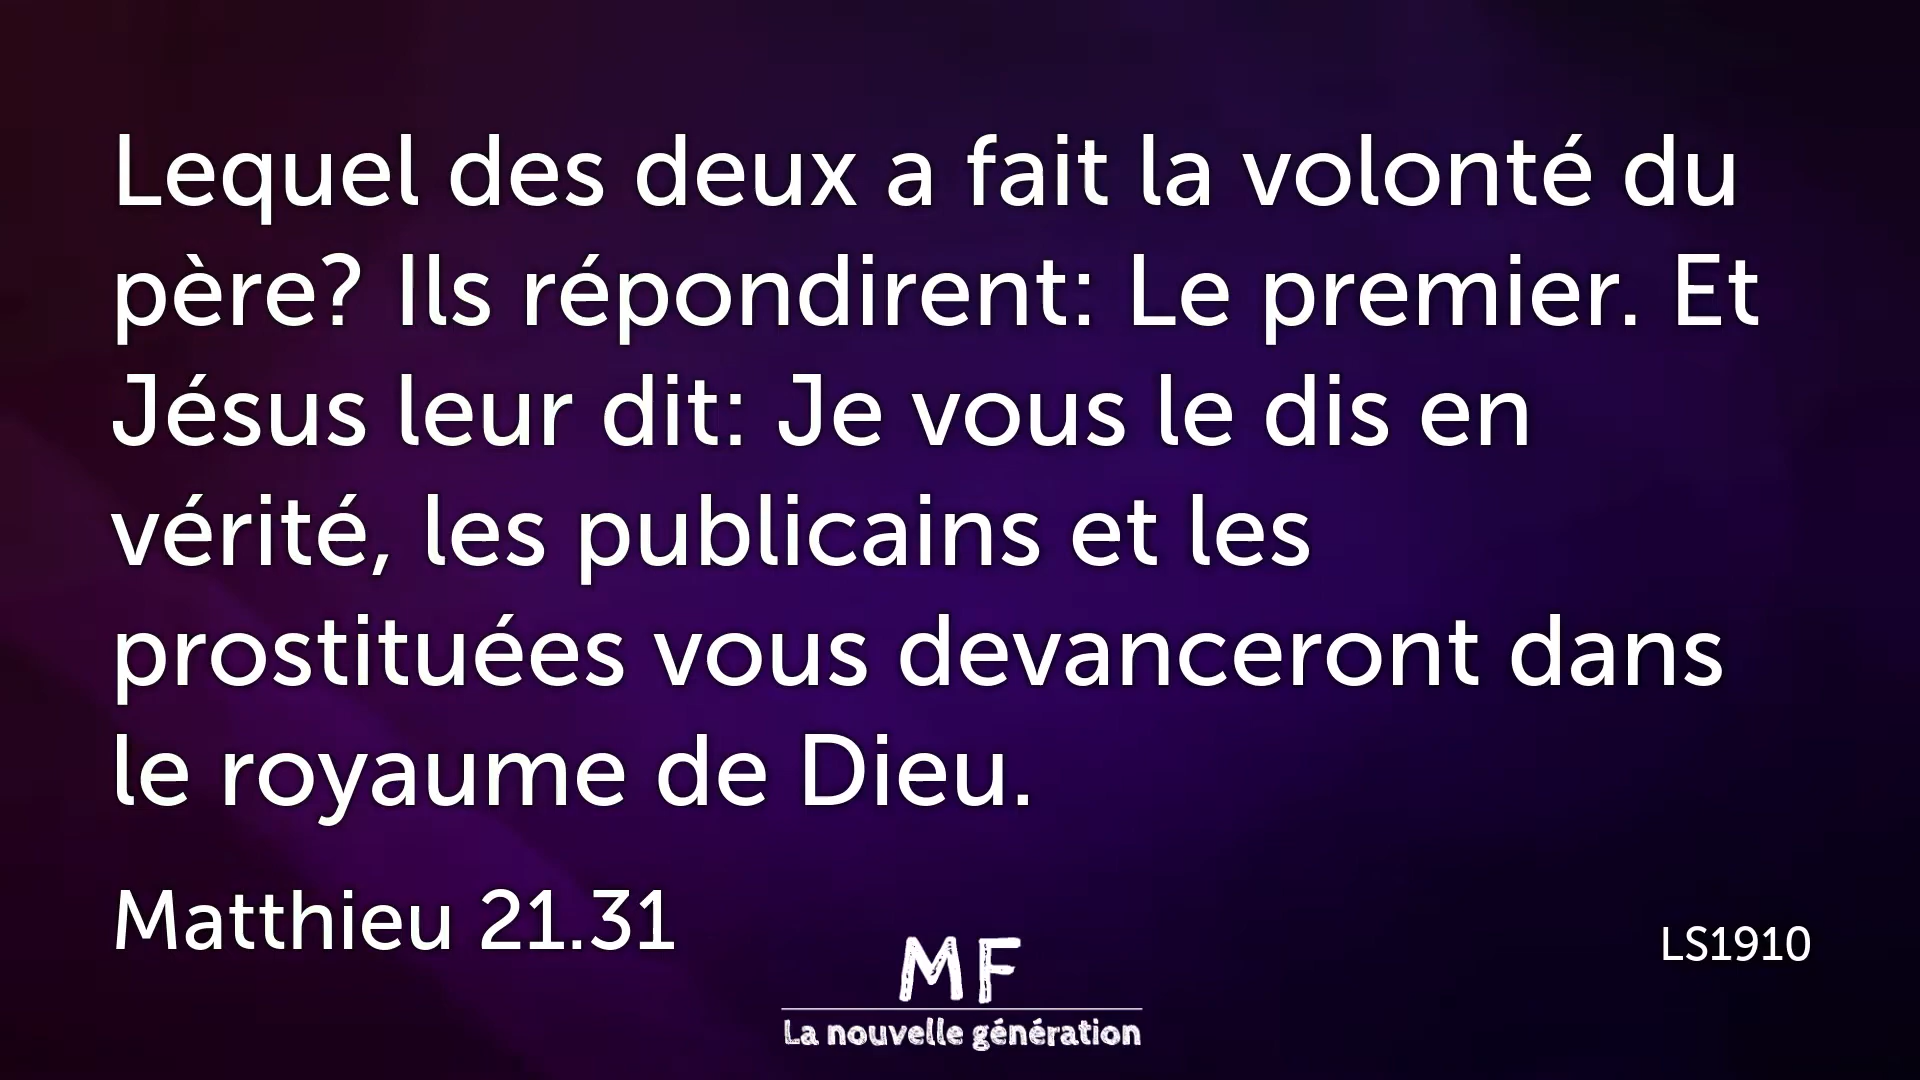 Lequel des deux a fait la volonté du
père? Ils répondirent: Le premier. Et
Jésus leur dit: Je vous le dis en
vérité, les publicains et les
prostituées vous devanceront dans
le royaume de Dieu.
Matthieu 21.31
LS1910
MF
La nouvelle génération